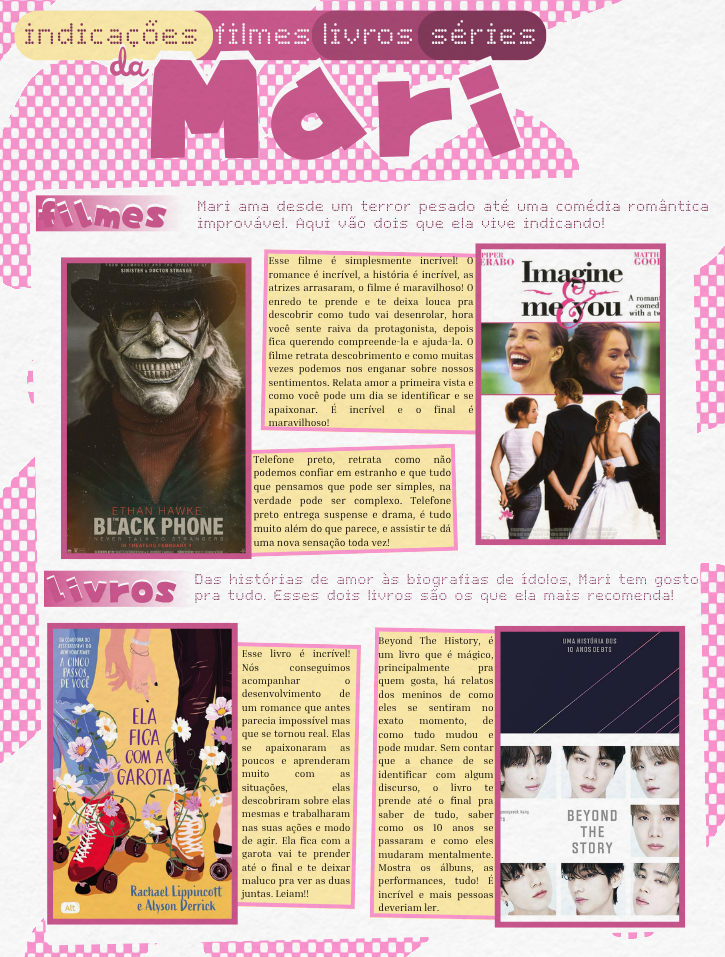 indicações filmes livros séries
da
Mari
filmes
Mari ama desde um terror pesado até uma comédia romântica
improvável. Aqui vão dois que ela vive indicando!
SINISTER & DOCTOR STRANGE
ETHAN HAWKE
BLACK PHONE
NEVER TALK TO STRANGERS
IN THEATERS FEBRUARY 4
Esse filme é simplesmente incrível! O
romance é incrível, a história é incrível, as
atrizes arrasaram, o filme é maravilhoso! O
enredo te prende e te deixa louca pra
descobrir como tudo vai desenrolar, hora
você sente raiva da protagonista, depois
fica querendo compreende-la e ajuda-la. O
filme retrata descobrimento e como muitas
vezes podemos nos enganar sobre nossos
sentimentos. Relata amor a primeira vista e
como você pode um dia se identificar e se
apaixonar. É incrível e o final é
maravilhoso!
PIPER
ERABO
MATTH
GOO
Imagine
me & you
A roman
comed
with a tw
Telefone preto, retrata como não
podemos confiar em estranho e que tudo
que pensamos que pode ser simples, na
verdade pode ser complexo. Telefone
preto entrega suspense e drama, é tudo
muito além do que parece, e assistir te dá
uma nova sensação toda vez!
livros
Das histórias de amor às biografias de ídolos, Mari tem gosto
pra tudo. Esses dois livros são os que ela mais recomenda!
A CINCO
PASSOS
DE VOCÊ
ELA
FICA
COM A
GAROTA
Rachael Lippincott
e Alyson Derrick
Alt
Esse livro é incrível!
Nós conseguimos
acompanhar o
desenvolvimento de
um romance que antes
parecia impossível mas
que se tornou real. Elas
se apaixonaram as
poucos e aprenderam
muito com as
situações, elas
descobriram sobre elas
mesmas e trabalharam
nas suas ações e modo
de agir. Ela fica com a
garota vai te prender
até o final e te deixar
maluco pra ver as duas
juntas. Leiam!!
Beyond The History, é
um livro que é mágico,
principalmente pra
quem gosta, há relatos
dos meninos de como
eles se sentiram no
exato momento, de
como tudo mudou e
pode mudar. Sem contar
que a chance de se
identificar com algum
discurso, o livro te
prende até o final pra
saber de tudo, saber
como os 10 anos se
passaram e como eles
mudaram mentalmente.
Mostra os álbuns, as
performances, tudo! É
incrível e mais pessoas
deveriam ler.
UMA HISTÓRIA DOS
10 ANOS DE BTS
BEYOND
THE
STORY